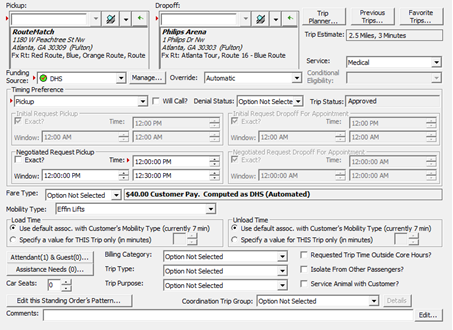 Pickup:
Dropoff:
Trip Planner...
Previous Trips...
Favorite Trips...
RouteMatch
1180 W Peachtree St Nw
Atlanta, GA 30309 (Fulton)
Fx Rt: Red Route, Blue, Orange Route, Route
Philips Arena
1 Philips Dr Nw
Atlanta, GA 30303 (Fulton)
Fx Rt: Atlanta Tour, Route 16 - Blue Route
Trip Estimate: 2.5 Miles, 3 Minutes
Service: Medical
Funding Source: DHS Manage... Override: Automatic
Conditional Eligibility:
Timing Preference
Pickup Will Call? Denial Status: Option Not Selecte Trip Status: Approved
Initial Request Pickup
Exact? Time: 12:00 PM
Window: 12:00 AM 12:00 AM
Initial Request Dropoff For Appointment
Exact? Time: 12:00 PM
Window: 12:00 PM 12:00 PM
Negotiated Request Pickup
Exact? Time: 12:00:00 PM
Window: 12:00:00 PM 12:30:00 PM
Negotiated Request Dropoff For Appointment
Exact? Time: 12:00 PM
Window: 12:00 PM 12:00 PM
Fare Type: Option Not Selected $40.00 Customer Pay. Computed as DHS (Automated)
Mobility Type: Effin Lifts
Load Time
Use default assoc. with Customer's Mobility Type (currently 7 min)
Specify a value for THIS Trip only (in minutes)
Unload Time
Use default assoc. with Customer's Mobility Type (currently 7 min)
Specify a value for THIS Trip only (in minutes)
Attendant(1) & Guest(0)...
Assistance Needs (0)...
Car Seats: 0
Billing Category: Option Not Selected
Trip Type: Option Not Selected
Trip Purpose: Option Not Selected
Requested Trip Time Outside Core Hours?
Isolate From Other Passengers?
Service Animal with Customer?
Edit this Standing Order's Pattern... Coordination Trip Group: Option Not Selected Details
Comments: Edit...